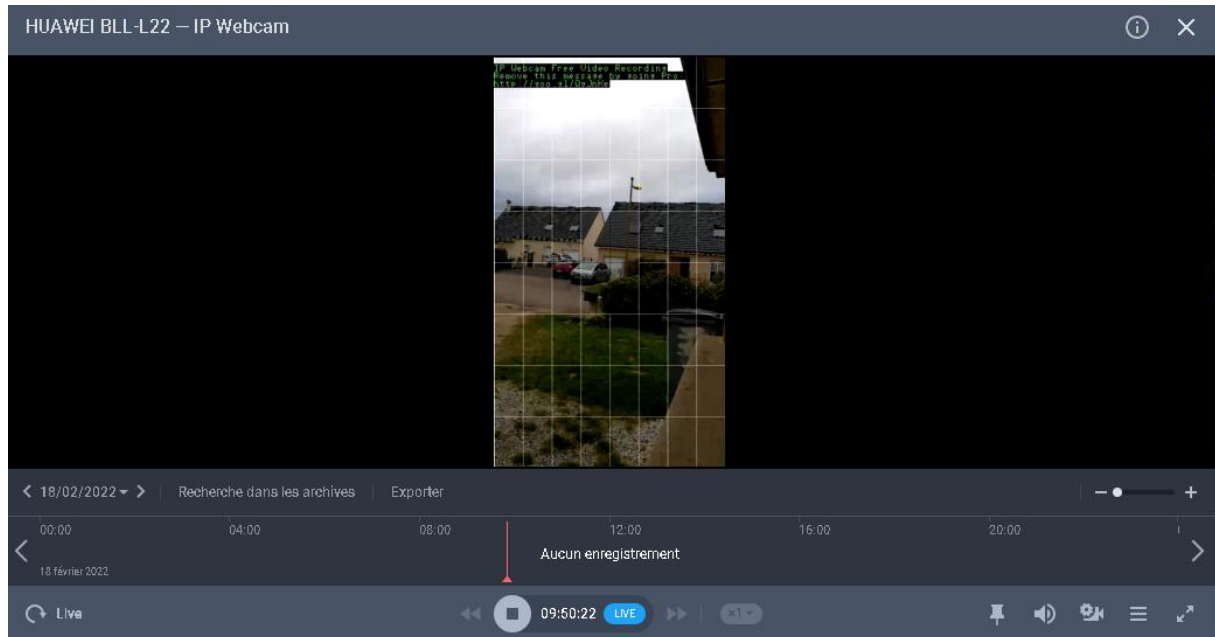 HUAWEI BLL-L22 — IP Webcam
IP Webcam Free Video Recording
Remove this message by going Pro
18/02/2022
Recherche dans les archives
Exporter
00:00 04:00 08:00 12:00 16:00 20:00
Aucun enregistrement
18 février 2022
Live
09:50:22 LIVE
x1